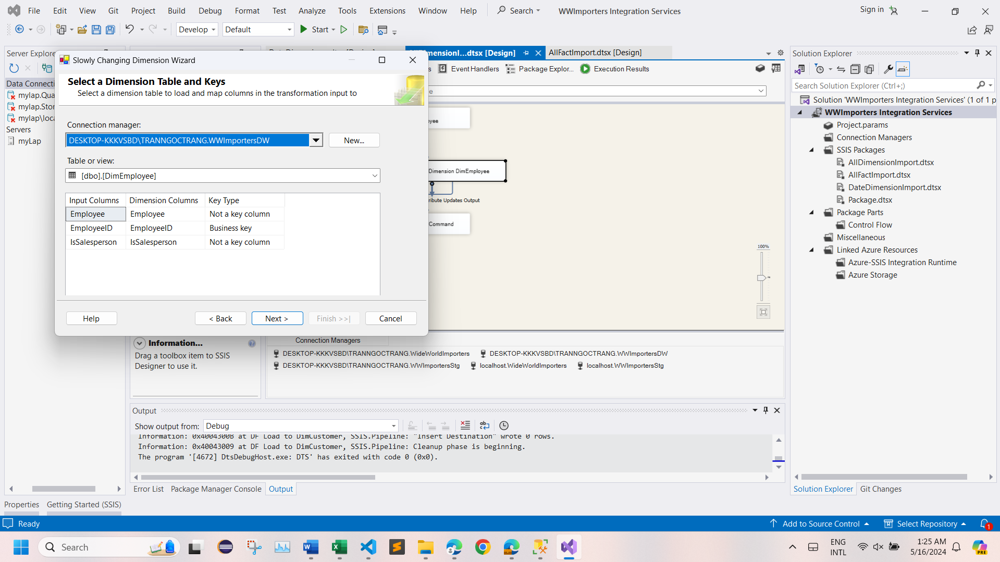 File Edit View Git Project Build Debug Format Test Analyze Tools Extensions Window Help Search WWImporters Integration Services Sign in
Develop Default Start
Server Explore
Data Connecti
mylap.Qua
mylap.Stor
mylap\loca
Servers
myLap
Slowly Changing Dimension Wizard
Select a Dimension Table and Keys
Select a dimension table to load and map columns in the transformation input to
Connection manager:
DESKTOP-KKKVSBD\TRANNGOCTRANG.WWImportersDW
New...
Table or view:
[dbo].[DimEmployee]
Input Columns Dimension Columns Key Type
Employee Employee Not a key column
EmployeeID EmployeeID Business key
IsSalesperson IsSalesperson Not a key column
Help < Back Next > Finish >>| Cancel
mensionI...dtsx [Design] AllFactImport.dtsx [Design]
s Event Handlers Package Explor... Execution Results
e
yee
Dimension DimEmployee
ribute Updates Output
Command
100%
Information...
Drag a toolbox item to SSIS
Designer to use it.
Connection Managers
DESKTOP-KKKVSBD\TRANNGOCTRANG.WideWorldImporters DESKTOP-KKKVSBD\TRANNGOCTRANG.WWImportersDW
DESKTOP-KKKVSBD\TRANNGOCTRANG.WWImportersStg localhost.WideWorldImporters localhost.WWImportersStg
Output
Show output from: Debug
Information: 0x4004300B at DF Load to DimCustomer, SSIS.Pipeline: "Insert Destination" wrote 0 rows.
Information: 0x40043009 at DF Load to DimCustomer, SSIS.Pipeline: Cleanup phase is beginning.
The program '[4672] DtsDebugHost.exe: DTS' has exited with code 0 (0x0).
Error List Package Manager Console Output
Solution Explorer
Search Solution Explorer (Ctrl+;)
Solution 'WWImporters Integration Services' (1 of 1 p
WWImporters Integration Services
Project.params
Connection Managers
SSIS Packages
AllDimensionImport.dtsx
AllFactImport.dtsx
DateDimensionImport.dtsx
Package.dtsx
Package Parts
Control Flow
Miscellaneous
Linked Azure Resources
Azure-SSIS Integration Runtime
Azure Storage
Solution Explorer Git Changes
Properties Getting Started (SSIS)
Ready Add to Source Control Select Repository 1
Search ENG INTL 1:25 AM 5/16/2024 PRE